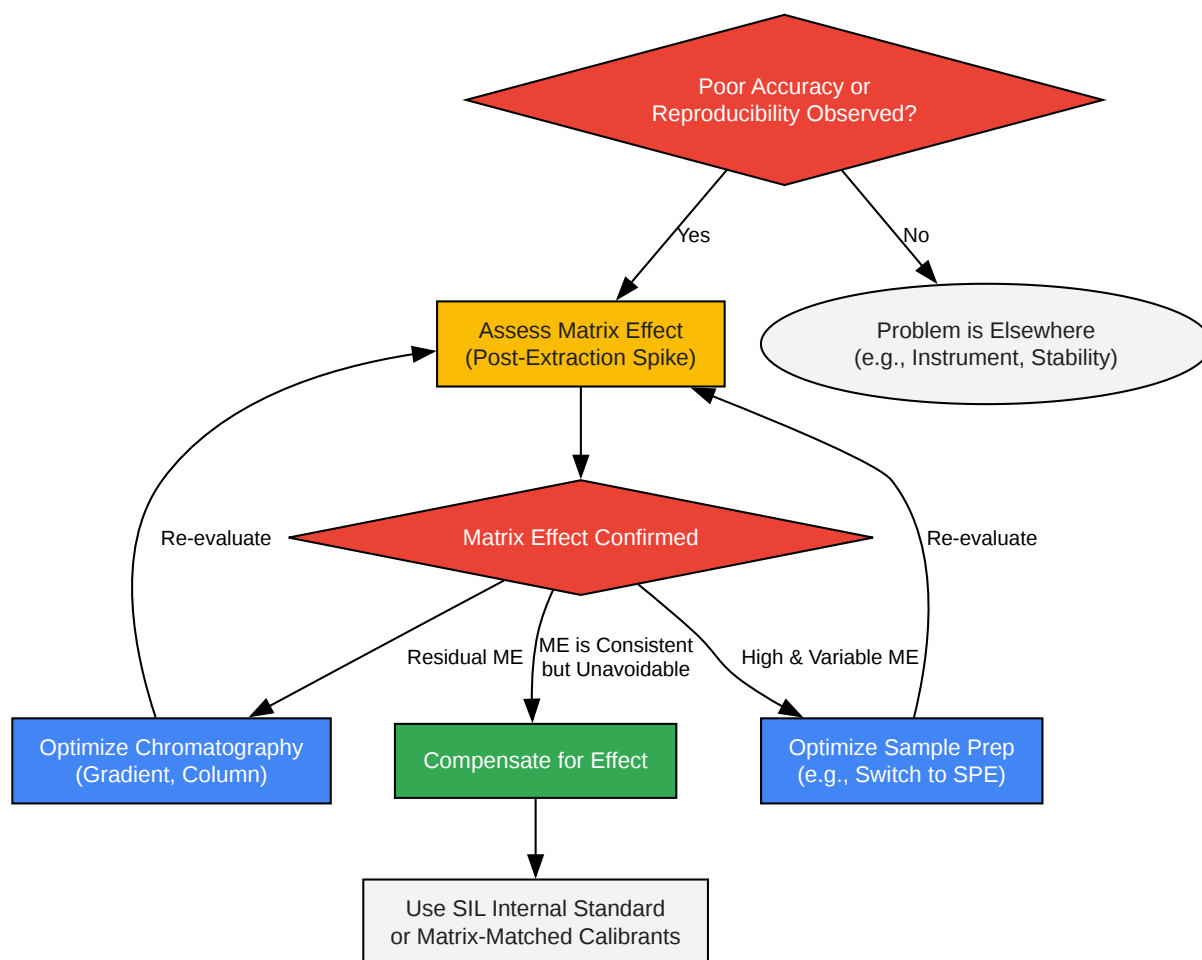 Poor Accuracy or
Reproducibility Observed?
Yes
No
Assess Matrix Effect
(Post-Extraction Spike)
Problem is Elsewhere
(e.g., Instrument, Stability)
Re-evaluate
Matrix Effect Confirmed
Re-evaluate
Residual ME
ME is Consistent
but Unavoidable
High & Variable ME
Optimize Chromatography
(Gradient, Column)
Compensate for Effect
Optimize Sample Prep
(e.g., Switch to SPE)
Use SIL Internal Standard
or Matrix-Matched Calibrants